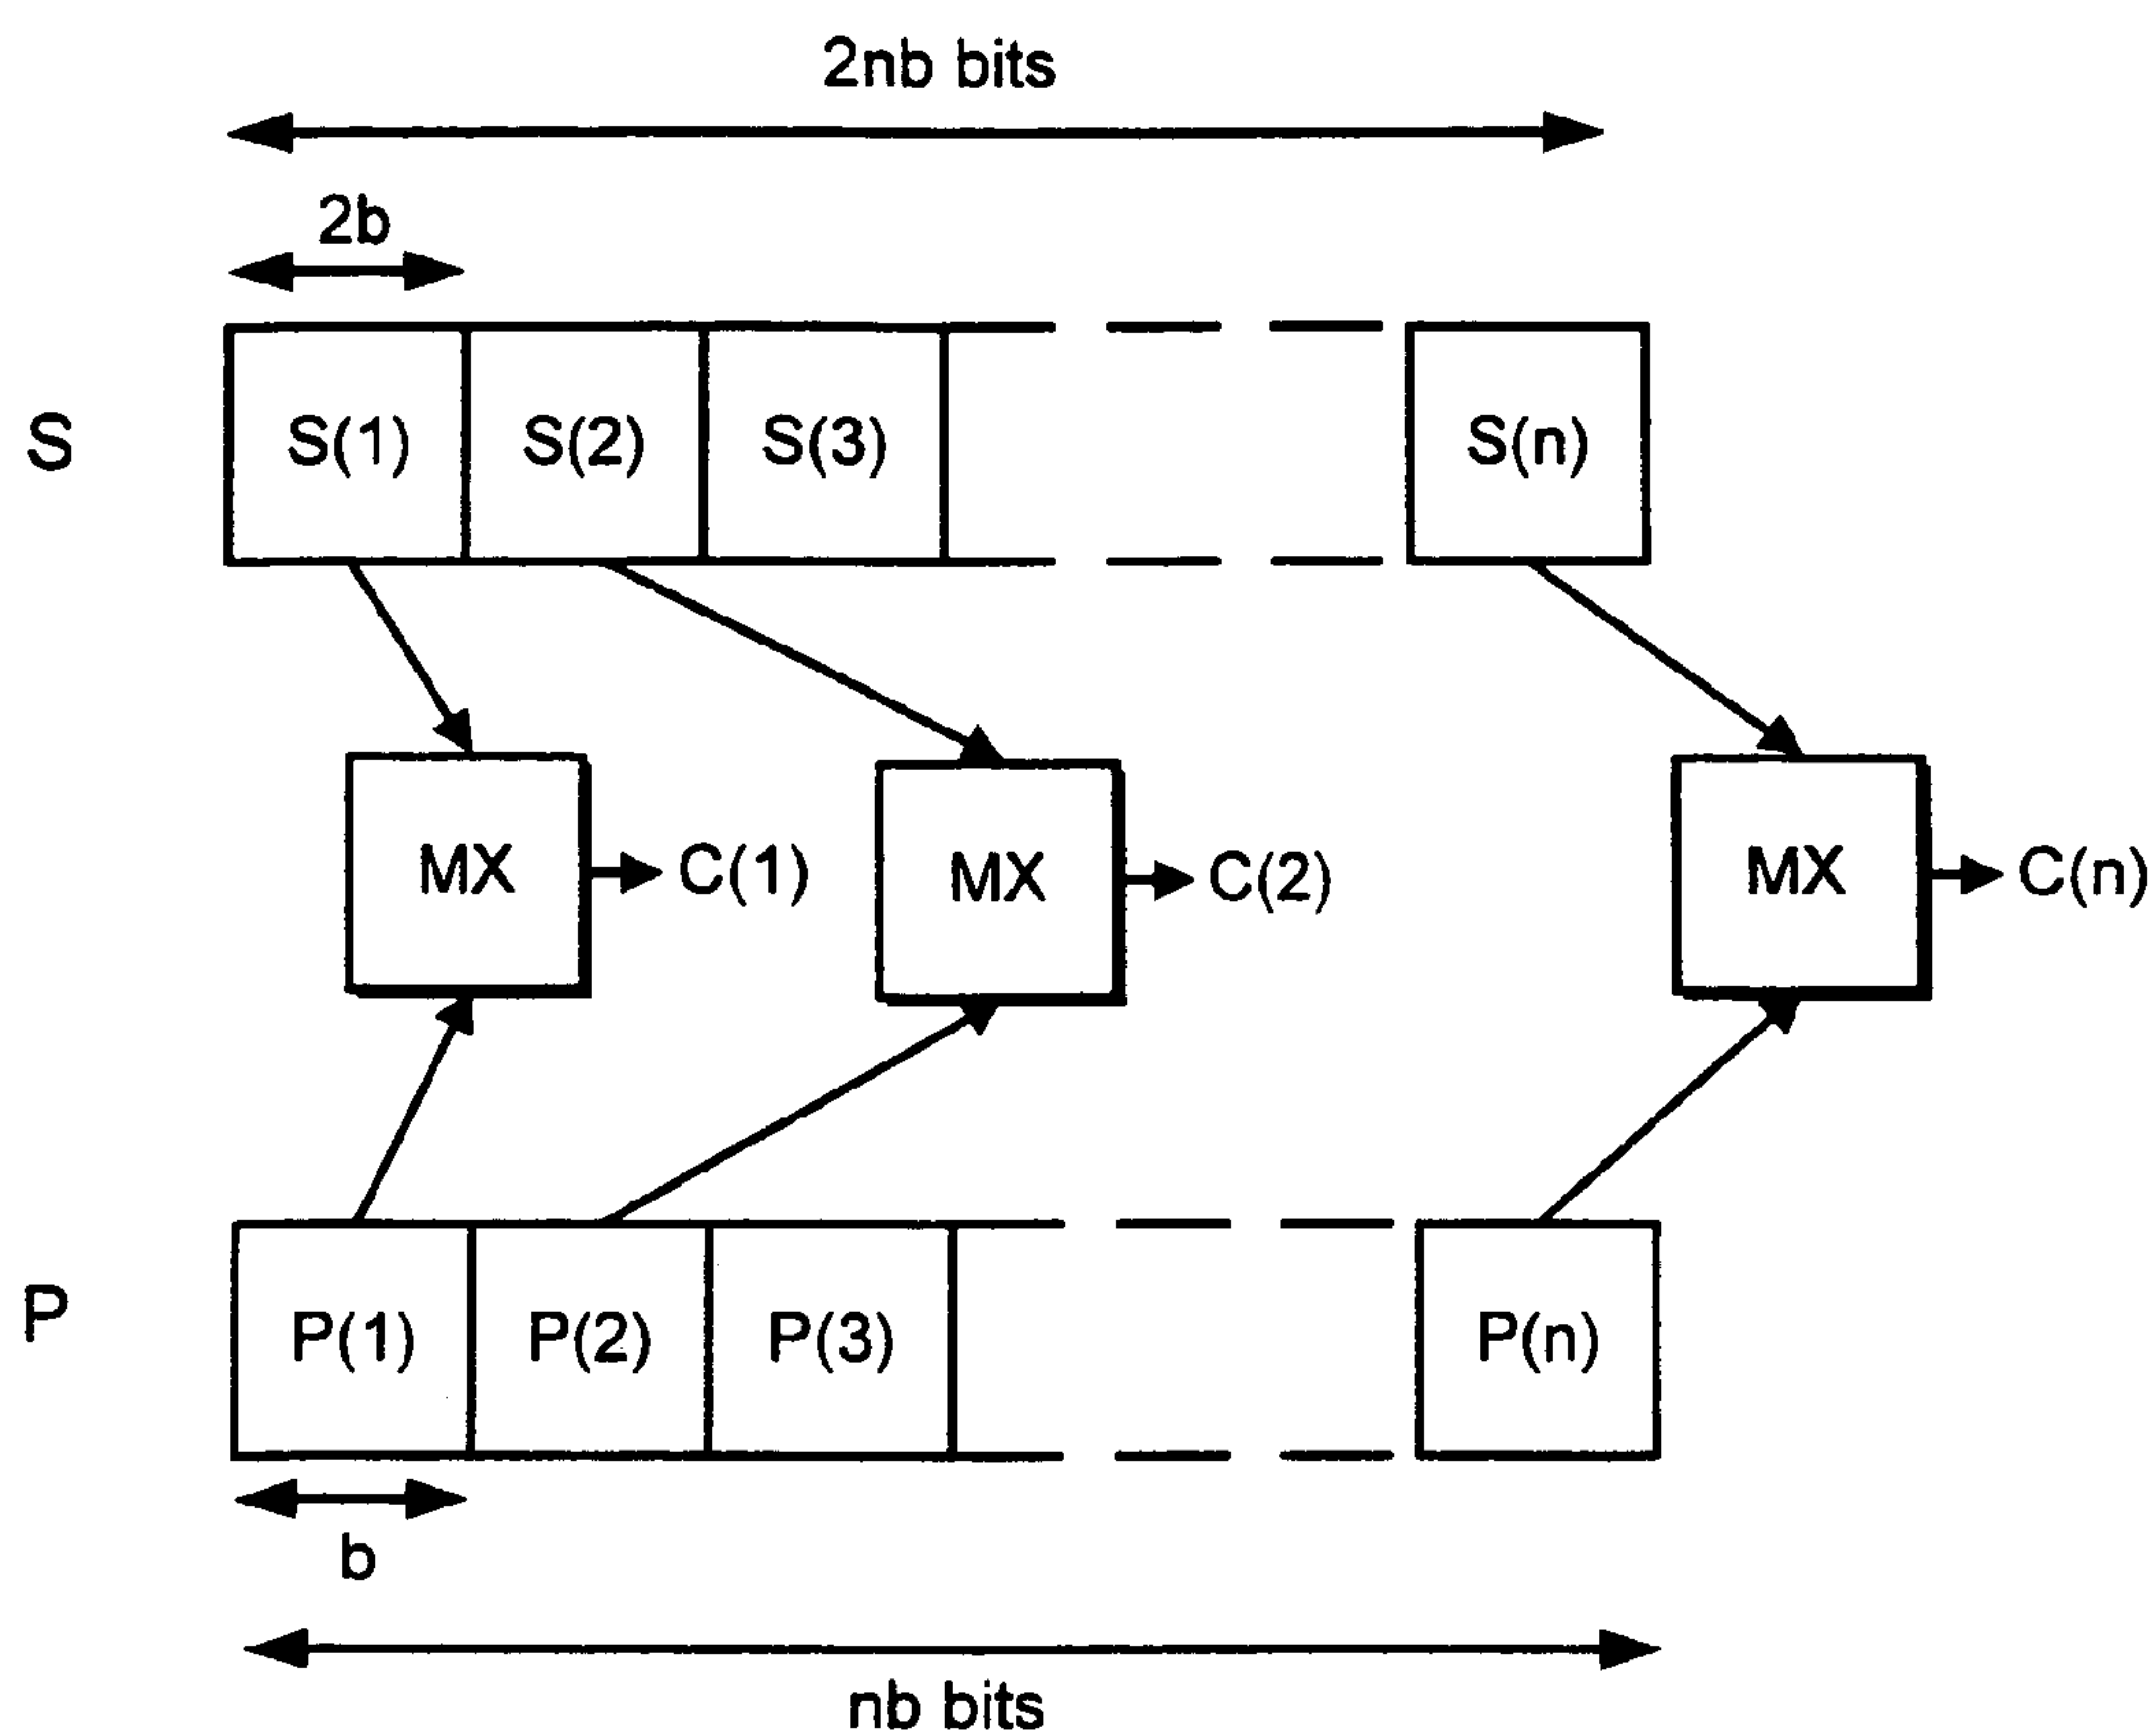 2nb bits
2b
S S(1) S(2) S(3) S(n)
MX C(1) MX C(2) MX C(n)
P P(1) P(2) P(3) P(n)
b
nb bits